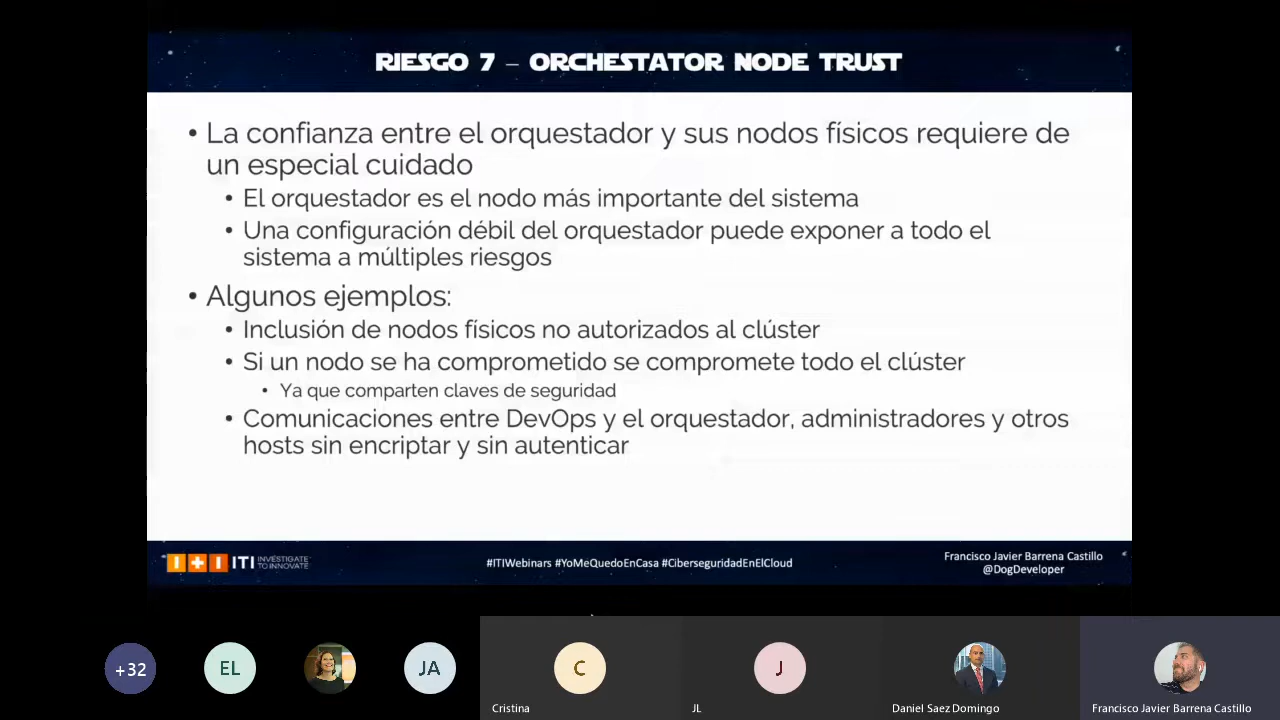 RIESGO 7 – ORCHESTRATOR NODE TRUST
• La confianza entre el orquestador y sus nodos físicos requiere de
un especial cuidado
• El orquestador es el nodo más importante del sistema
• Una configuración débil del orquestador puede exponer a todo el
sistema a múltiples riesgos
• Algunos ejemplos:
• Inclusión de nodos físicos no autorizados al clúster
• Si un nodo se ha comprometido se compromete todo el clúster
• Ya que comparten claves de seguridad
• Comunicaciones entre DevOps y el orquestador, administradores y otros
hosts sin encriptar y sin autenticar
I+I ITI INVESTIGATE
TO INNOVATE
#ITIWebinars #YoMeQuedoEnCasa #CiberseguridadEnElCloud
Francisco Javier Barrena Castillo
@DogDeveloper
+32
EL
JA
C
J
Cristina
JL
Daniel Saez Domingo
Francisco Javier Barrena Castillo